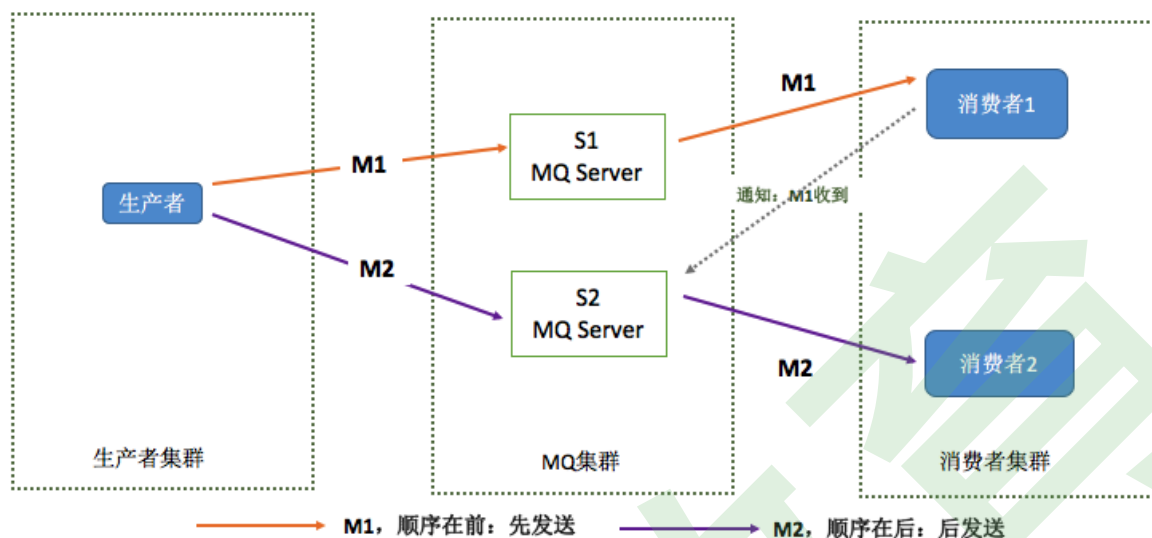 M1
消费者1
S1
MQ Server
M1
通知：M1收到
生产者
M2
S2
MQ Server
M2
消费者2
生产者集群
MQ集群
消费者集群
M1，顺序在前：先发送
M2，顺序在后：后发送